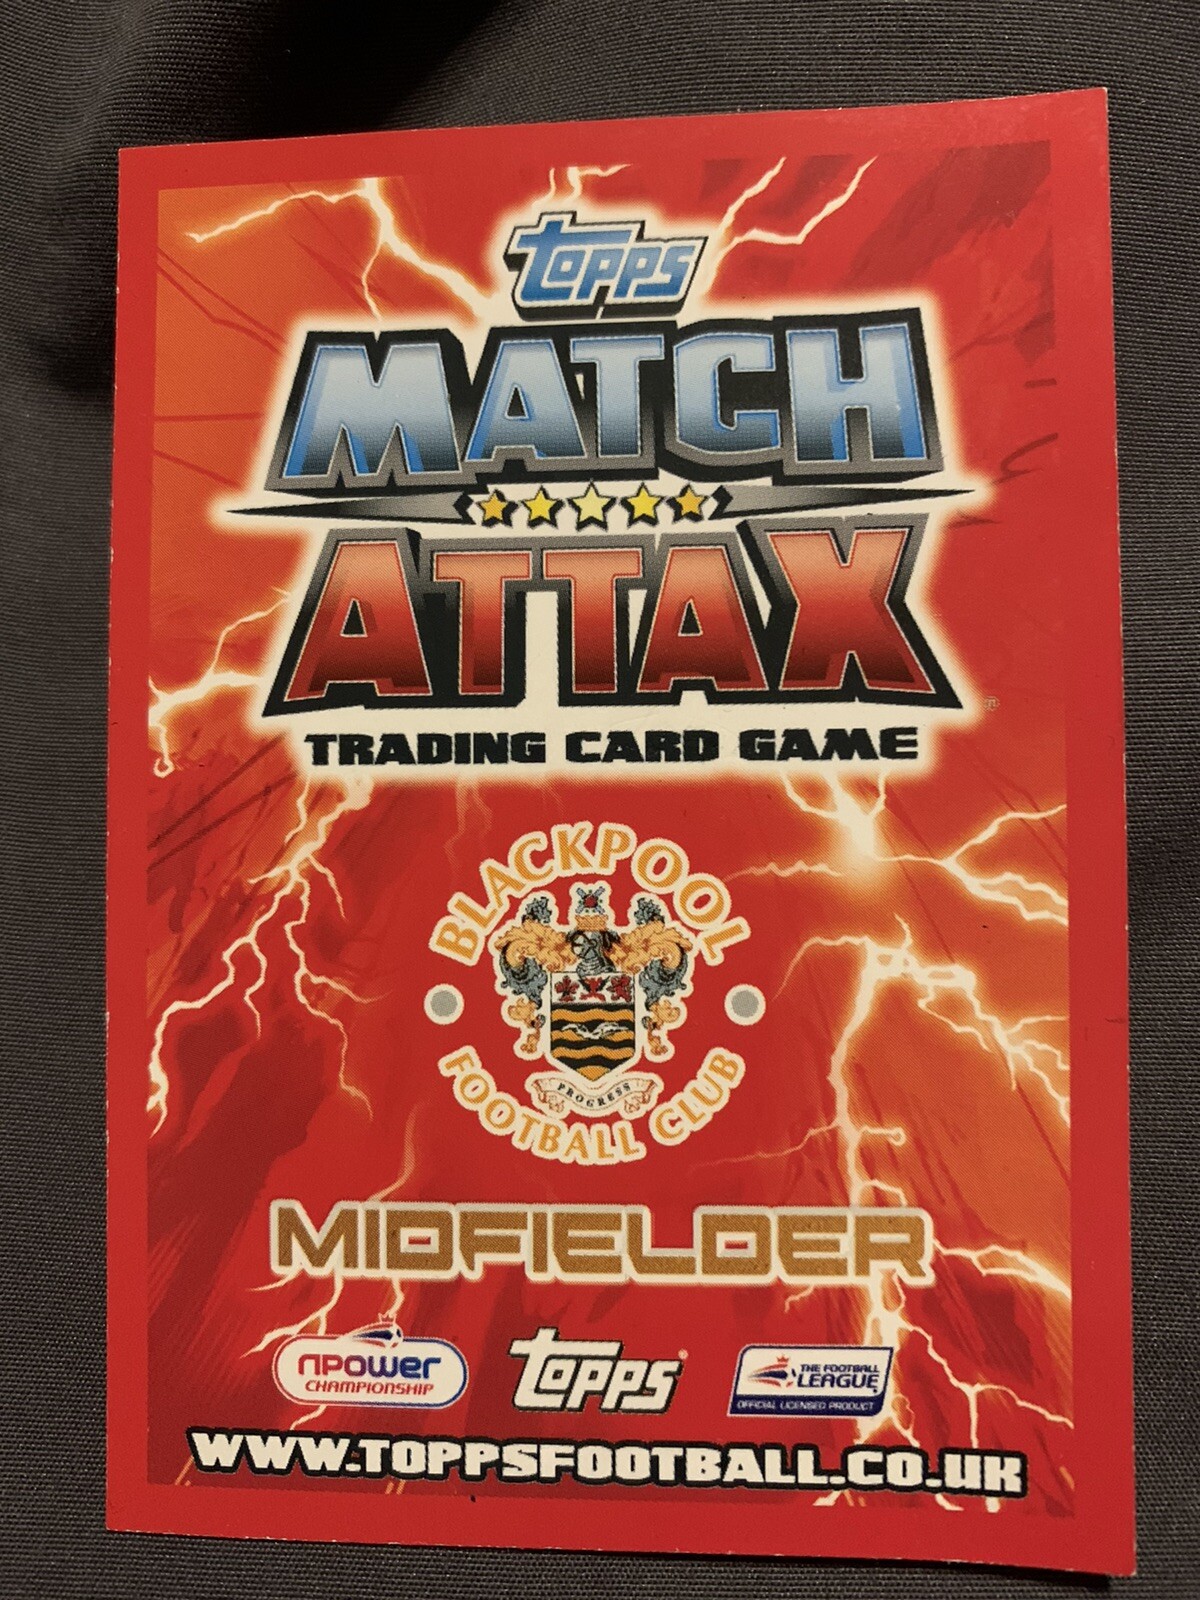 topps
MATCH
ATTAX
TRADING CARD GAME
BLACKPOOL
PROGRESS
FOOTBALL CLUB
MIDFIELDER
npower
CHAMPIONSHIP
topps
THE FOOTBALL
LEAGUE
OFFICIAL LICENSED PRODUCT
WWW.TOPPSFOOTBALL.CO.UK